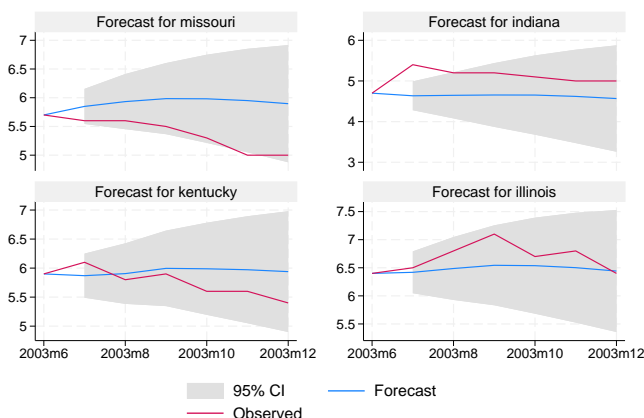 Forecast for missouri
7
6.5
6
5.5
5
Forecast for indiana
6
5
4
3
Forecast for kentucky
7
6.5
6
5.5
5
2003m6 2003m8 2003m10 2003m12
Forecast for illinois
7.5
7
6.5
6
5.5
2003m6 2003m8 2003m10 2003m12
95% CI Forecast
Observed